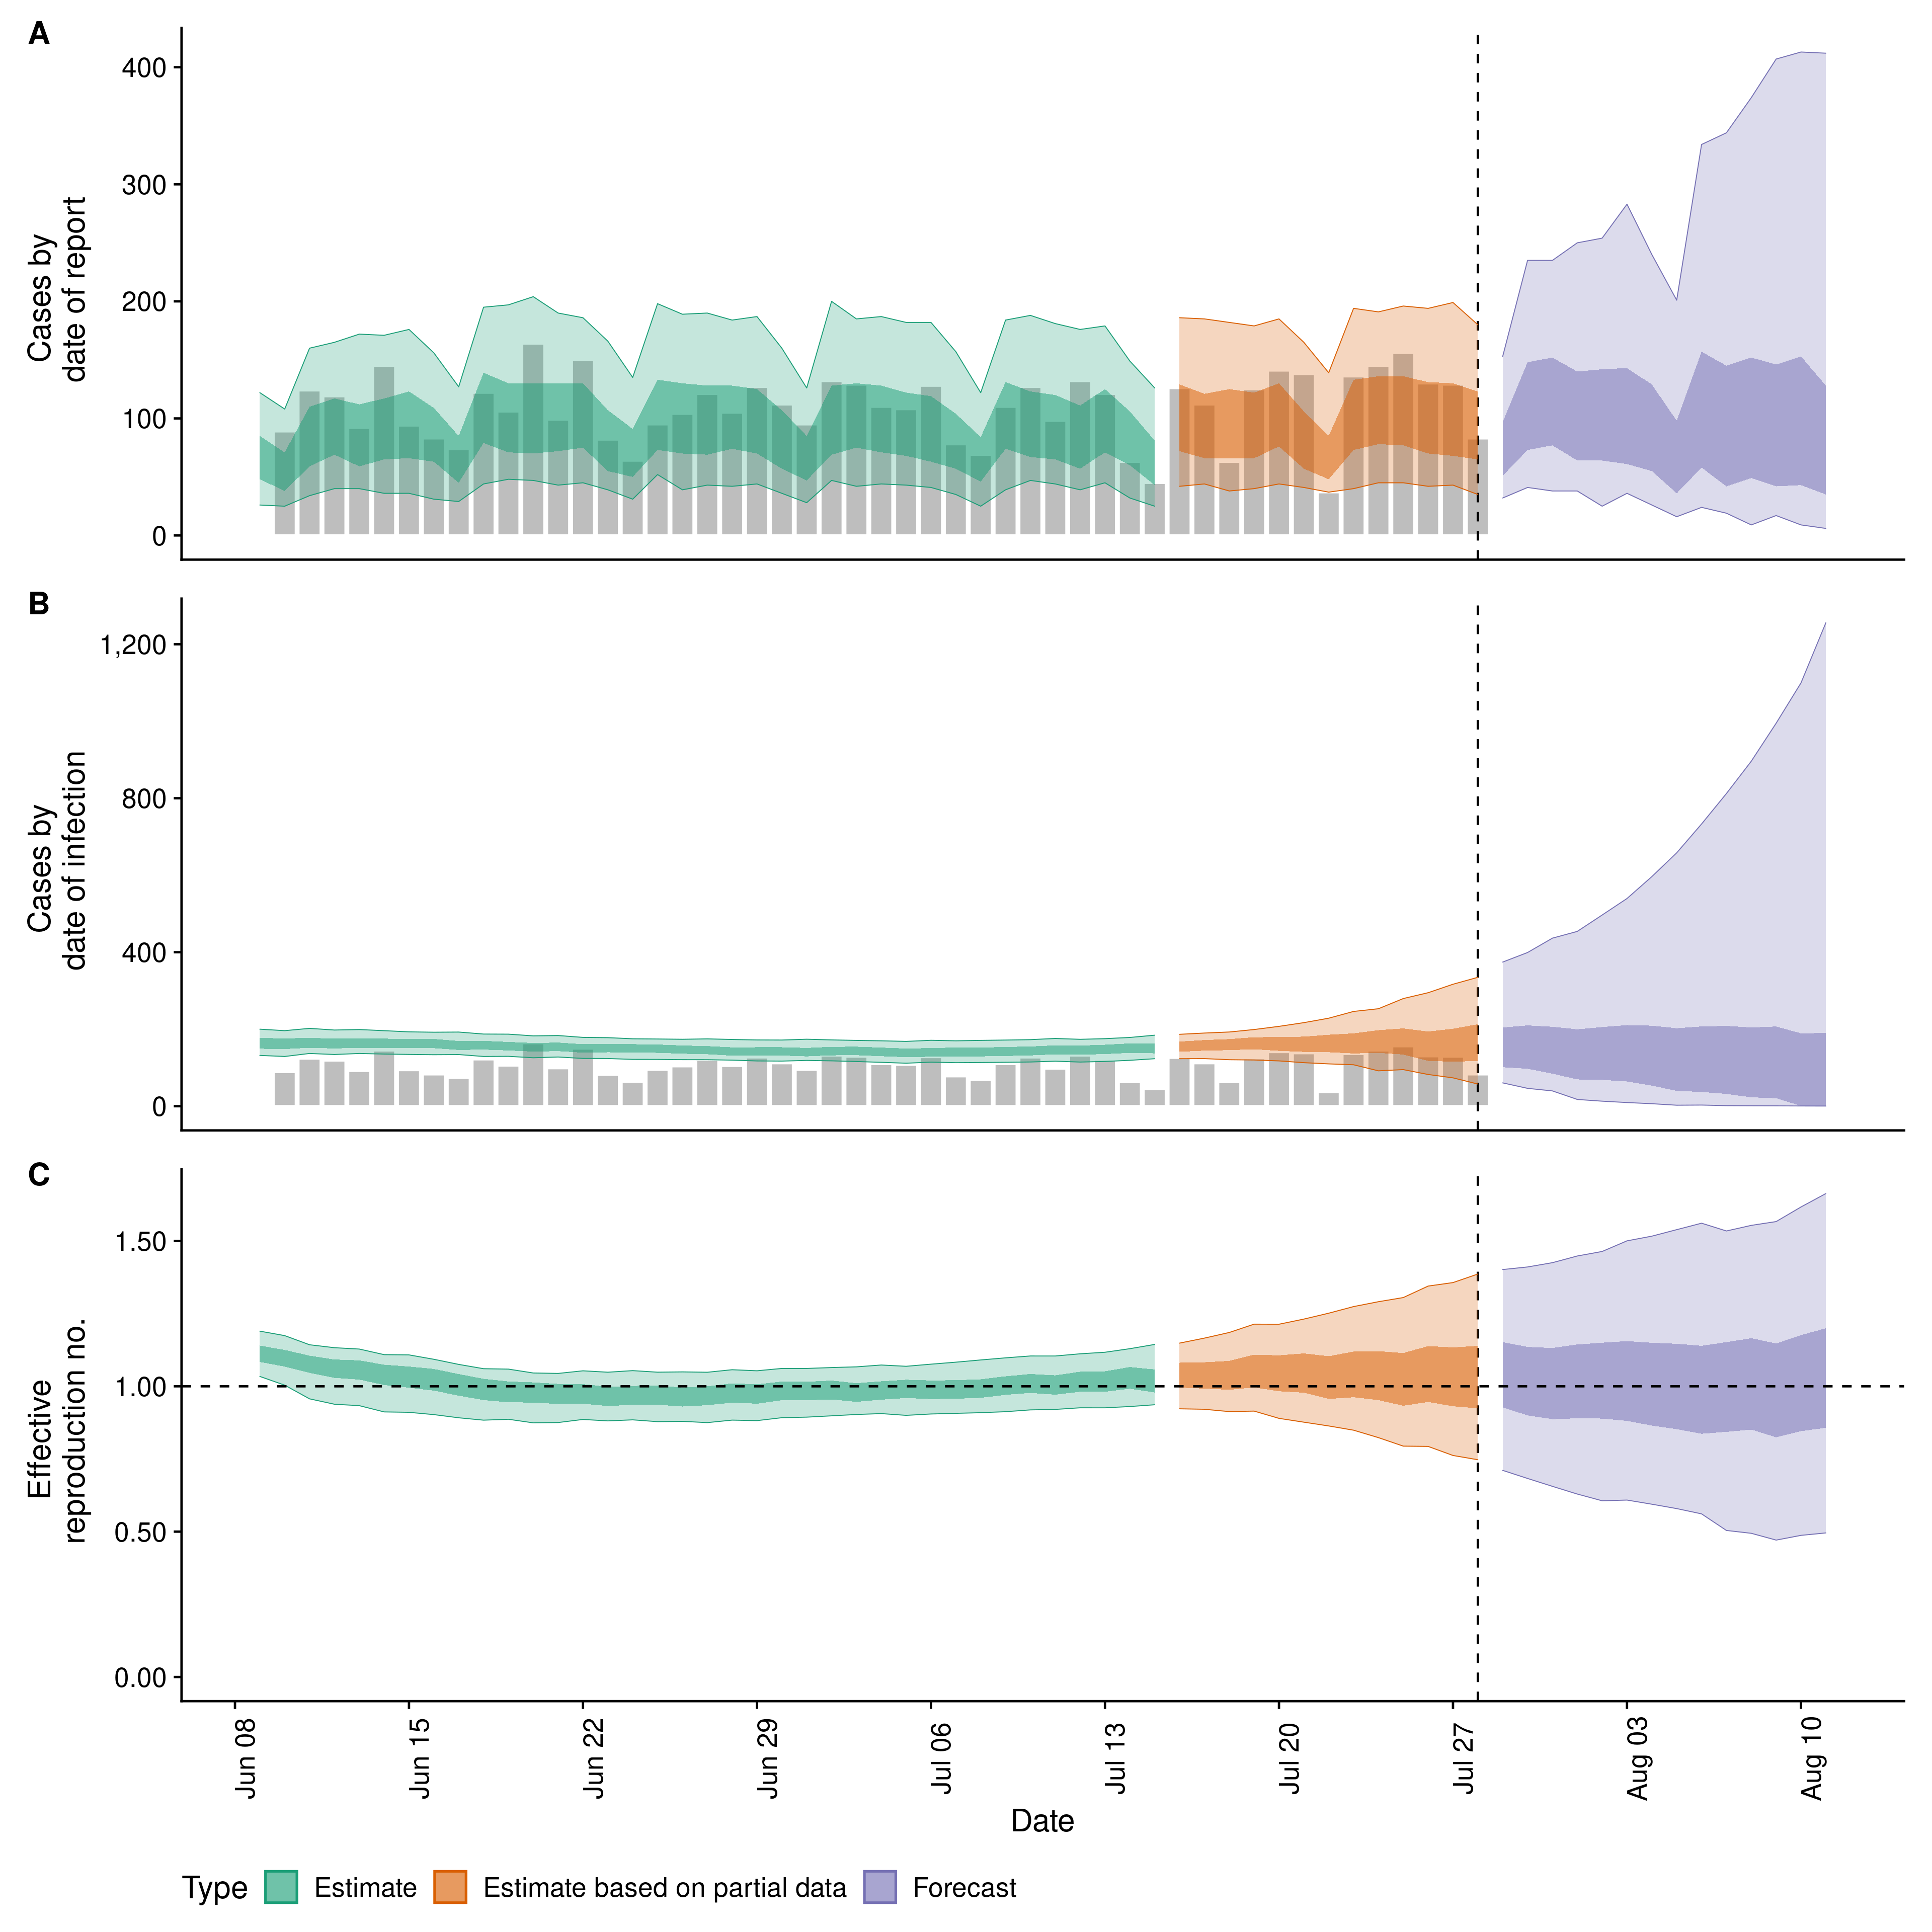 A
Cases by
date of report
400
300
200
100
0
B
Cases by
date of infection
1,200
800
400
0
C
Effective
reproduction no.
1.50
1.00
0.50
0.00
Jun 08
Jun 15
Jun 22
Jun 29
Jul 06
Jul 13
Jul 20
Jul 27
Aug 03
Aug 10
Date
Type Estimate Estimate based on partial data Forecast